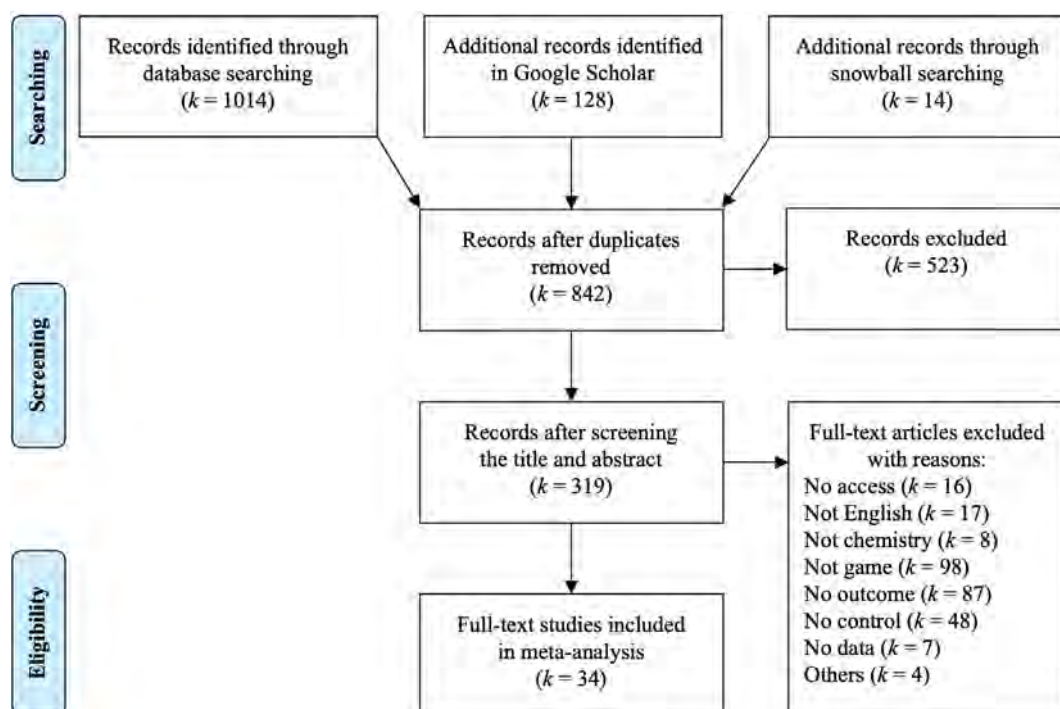 Searching
Records identified through
database searching
(k = 1014)
Additional records identified
in Google Scholar
(k = 128)
Additional records through
snowball searching
(k = 14)
Screening
Records after duplicates
removed
(k = 842)
Records excluded
(k = 523)
Records after screening
the title and abstract
(k = 319)
Full-text articles excluded
with reasons:
No access (k = 16)
Not English (k = 17)
Not chemistry (k = 8)
Not game (k = 98)
No outcome (k = 87)
No control (k = 48)
No data (k = 7)
Others (k = 4)
Eligibility
Full-text studies included
in meta-analysis
(k = 34)